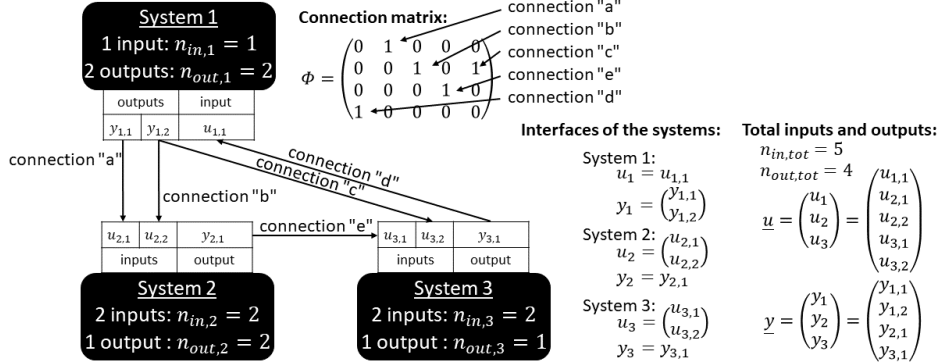 System 1
1 input: n_{in,1} = 1
2 outputs: n_{out,1} = 2
outputs input
y_{1,1} y_{1,2} u_{1,1}
connection "a"
connection "b"
connection "c"
connection "d"
connection "e"
u_{2,1} u_{2,2} y_{2,1}
inputs output
System 2
2 inputs: n_{in,2} = 2
1 output : n_{out,2} = 2
u_{3,1} u_{3,2} y_{3,1}
inputs output
System 3
2 inputs: n_{in,3} = 2
1 output : n_{out,3} = 1
Connection matrix:
Φ =
0 1 0 0 0
0 0 1 0 1
0 0 0 1 0
1 0 0 0 0
connection "a"
connection "b"
connection "c"
connection "e"
connection "d"
Interfaces of the systems:
System 1:
u_1 = u_{1,1}
y_1 = (y_{1,1} y_{1,2})
System 2:
u_2 = (u_{2,1} u_{2,2})
y_2 = y_{2,1}
System 3:
u_3 = (u_{3,1} u_{3,2})
y_3 = y_{3,1}
Total inputs and outputs:
n_{in,tot} = 5
n_{out,tot} = 4
u = (u_1 u_2 u_3) = (u_{1,1} u_{2,1} u_{2,2} u_{3,1} u_{3,2})
y = (y_1 y_2 y_3) = (y_{1,1} y_{1,2} y_{2,1} y_{3,1})